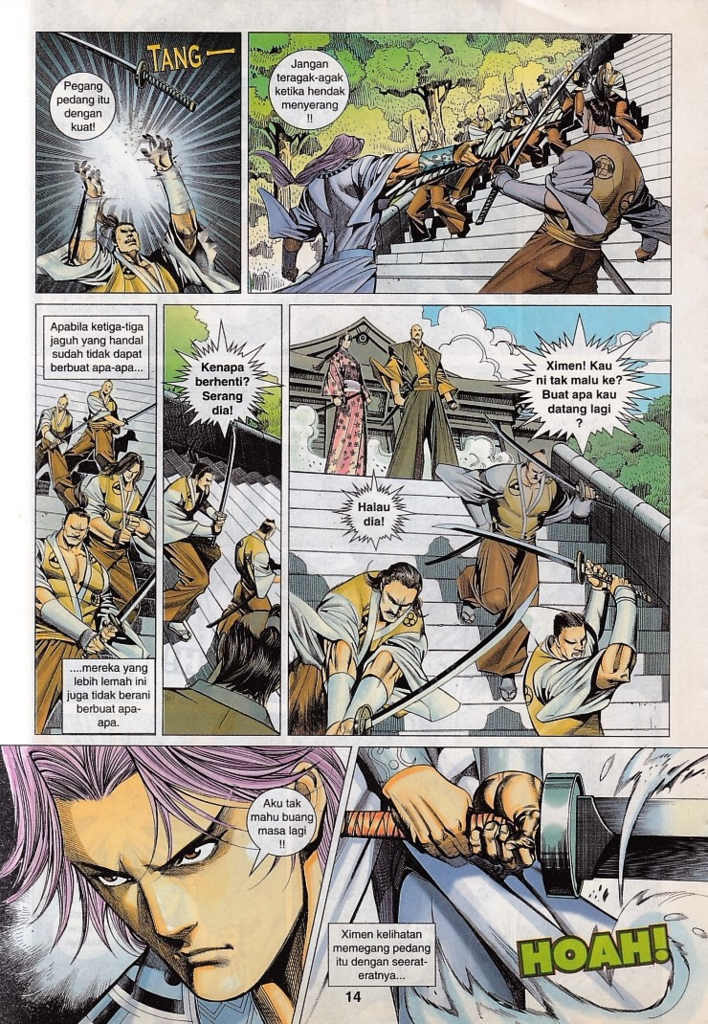 TANG—
Pegang
pedang itu
dengan
kuat!
Jangan
teragak-agak
ketika hendak
menyerang
!!
Apabila ketiga-tiga
jaguh yang handal
sudah tidak dapat
berbuat apa-apa...
....mereka yang
lebih lemah ini
juga tidak berani
berbuat apa-
apa.
Kenapa
berhenti?
Serang
dia!
Ximen! Kau
ni tak malu ke?
Buat apa kau
datang lagi
?
Halau
dia!
Aku tak
mahu buang
masa lagi
!!
Ximen kelihatan
memegang pedang
itu dengan seerat-
eratnya...
HOAH!
14